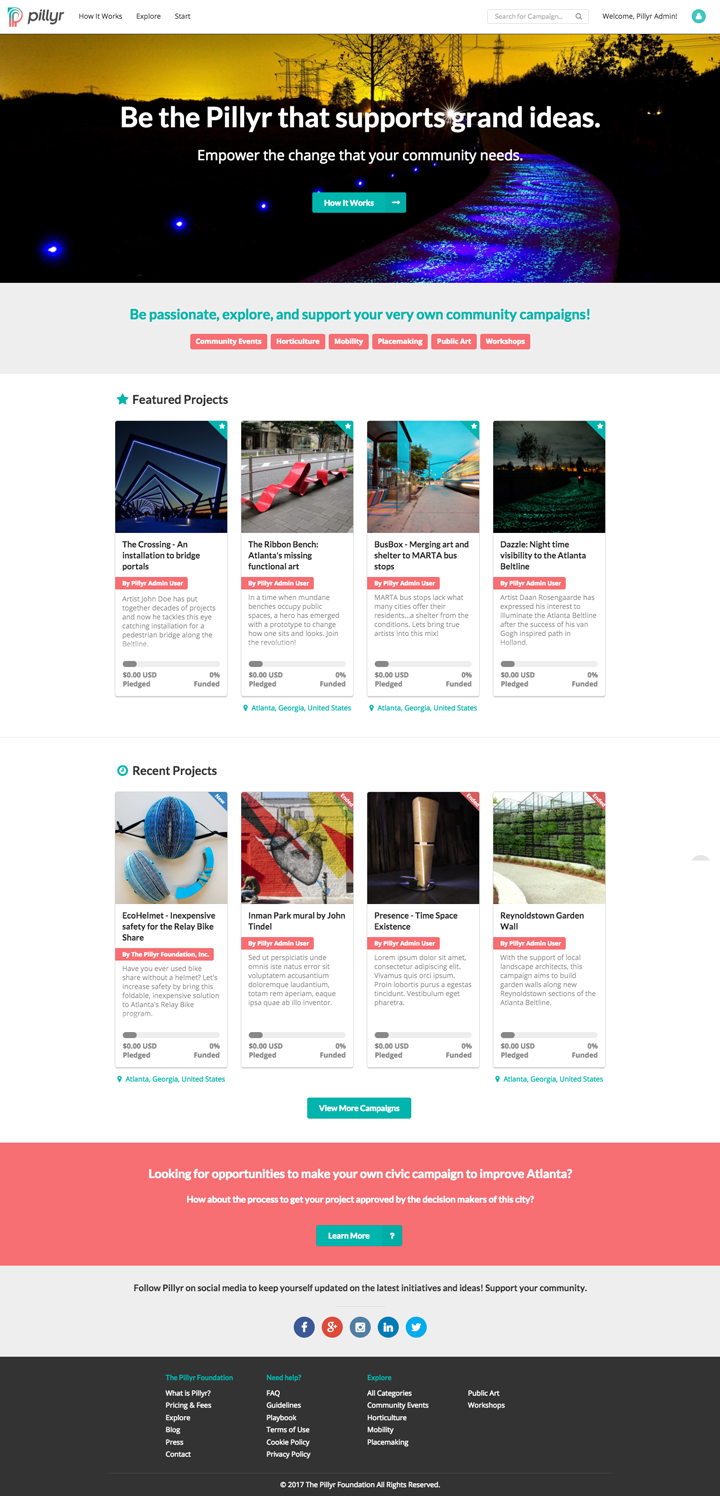 pillyr
How It Works Explore Start
Search for Campaign...
Welcome, Pillyr Admin!
Be the Pillyr that supports grand ideas.
Empower the change that your community needs.
How It Works
Be passionate, explore, and support your very own community campaigns!
Community Events Horticulture Mobility Placemaking Public Art Workshops
Featured Projects
The Crossing - An
installation to bridge
portals
By Pillyr Admin User
Artist John Doe has put
together decades of projects
and now he tackles this eye
catching installation for a
pedestrian bridge along the
Beltline.
$0.00 USD 0%
Pledged Funded
The Ribbon Bench:
Atlanta's missing
functional art
By Pillyr Admin User
In a time when mundane
benches occupy public
spaces, a hero has emerged
with a prototype to change
how one sits and looks. Join
the revolution!
$0.00 USD 0%
Pledged Funded
Atlanta, Georgia, United States
BusBox - Merging art and
shelter to MARTA bus
stops
By Pillyr Admin User
MARTA bus stops lack what
many cities offer their
residents...a shelter from the
conditions. Lets bring true
artists into this mix!
$0.00 USD 0%
Pledged Funded
Atlanta, Georgia, United States
Dazzle: Night time
visibility to the Atlanta
Beltline
By Pillyr Admin User
Artist Daan Rosengaarde has
expressed his interest to
illuminate the Atlanta Beltline
after the success of his van
Gogh inspired path in
Holland.
$0.00 USD 0%
Pledged Funded
Recent Projects
New
EcoHelmet - Inexpensive
safety for the Relay Bike
Share
By The Pillyr Foundation, Inc.
Have you ever used bike
share without a helmet? Let's
increase safety by bring this
foldable, inexpensive solution
to Atlanta's Relay Bike
program.
$0.00 USD 0%
Pledged Funded
Atlanta, Georgia, United States
Ended
Inman Park mural by John
Tindel
By Pillyr Admin User
Sed ut perspiciatis unde
omnis iste natus error sit
voluptatem accusantium
doloremque laudantium,
totam rem aperiam, eaque
ipsa quae ab illo inventor.
$0.00 USD 0%
Pledged Funded
Ended
Presence - Time Space
Existence
By Pillyr Admin User
Lorem ipsum dolor sit amet,
consectetur adipiscing elit.
Vivamus quis orci ipsum.
Proin lobortis purus a egestas
tincidunt. Vestibulum eget
pharetra.
$0.00 USD 0%
Pledged Funded
Ended
Reynoldstown Garden
Wall
By Pillyr Admin User
With the support of local
landscape architects, this
campaign aims to build
garden walls along new
Reynoldstown sections of the
Atlanta Beltline.
$0.00 USD 0%
Pledged Funded
Atlanta, Georgia, United States
View More Campaigns
Looking for opportunities to make your own civic campaign to improve Atlanta?
How about the process to get your project approved by the decision makers of this city?
Learn More ?
Follow Pillyr on social media to keep yourself updated on the latest initiatives and ideas! Support your community.
The Pillyr Foundation
What is Pillyr?
Pricing & Fees
Explore
Blog
Press
Contact
Need help?
FAQ
Guidelines
Playbook
Terms of Use
Cookie Policy
Privacy Policy
Explore
All Categories
Community Events
Horticulture
Mobility
Placemaking
Public Art
Workshops
© 2017 The Pillyr Foundation All Rights Reserved.